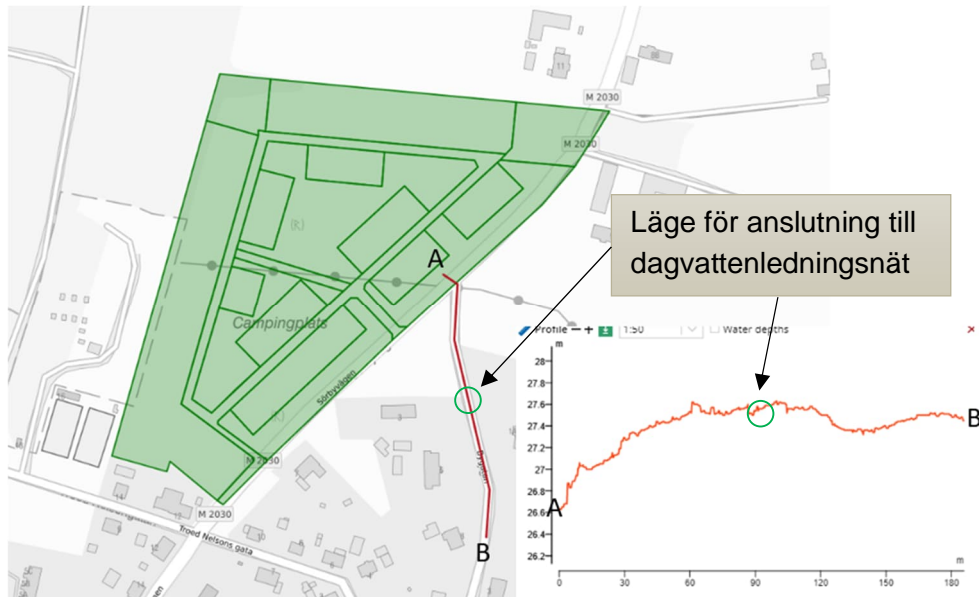 11
M 2030
M 2030
Läge för anslutning till
dagvattenledningsnät
(R)
A
Campingplats
Sörbyvägen
M 2030
M 2030
Troed Nelsons gata
B
Profile
1:50
Water depths
m
28
27.8
27.6
27.4
27.2
27
26.8
26.6
26.4
26.2
A
B
0
30
60
90
120
150
180
m